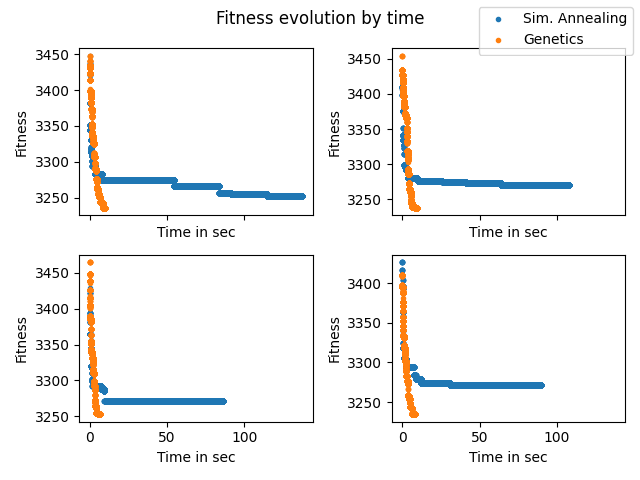 Fitness evolution by time
Sim. Annealing
Genetics
3450
3400
3350
3300
3250
Fitness
Time in sec
3450
3400
3350
3300
3250
Fitness
Time in sec
3450
3400
3350
3300
3250
Fitness
0 50 100
Time in sec
3400
3350
3300
3250
Fitness
0 50 100
Time in sec